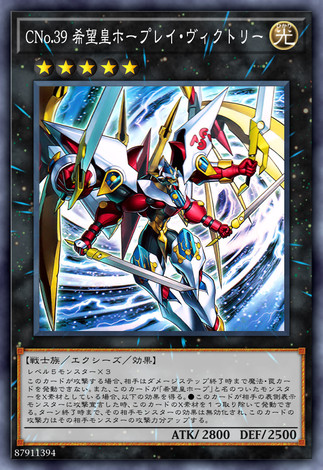 CNo.39 希望皇ホープレイ・ヴィクトリー
光
【戦士族／エクシーズ／効果】
レベル５モンスター×３
このカードが攻撃する場合、相手はダメージステップ終了時まで魔法・罠カー
ドを発動できない。また、このカードが「希望皇ホープ」と名のついたモンスタ
ーをX素材としている場合、以下の効果を得る。●このカードが相手の表側表示
モンスターに攻撃宣言した時、このカードのX素材を１つ取り除いて発動でき
る。ターン終了時まで、その相手モンスターの効果は無効化され、このカードの
攻撃力はその相手モンスターの攻撃力分アップする。
ATK/ 2800 DEF/2500
87911394